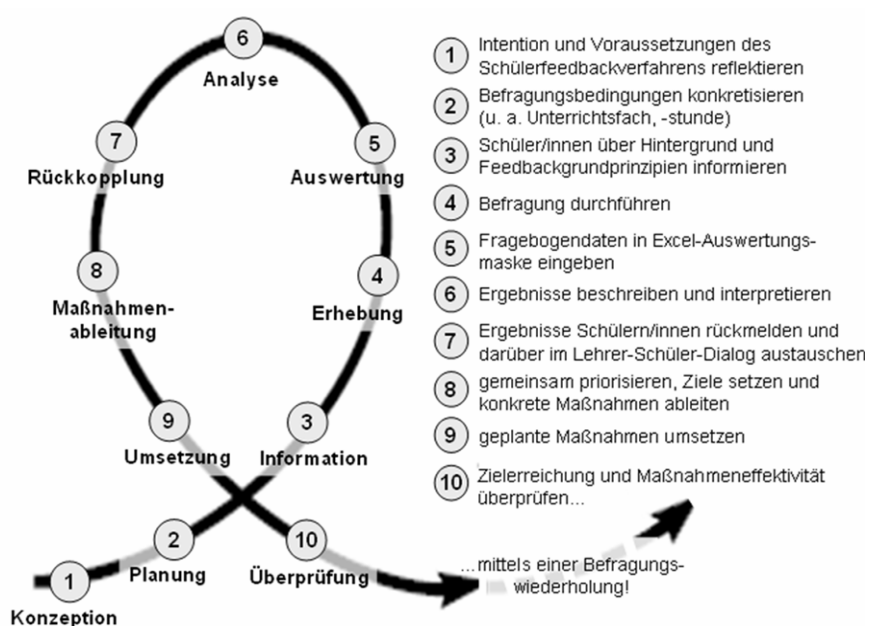 6
Analyse
7
Rückkopplung
5
Auswertung
8
Maßnahmen-
ableitung
4
Erhebung
9
Umsetzung
3
Information
2
Planung
10
Überprüfung
1
Konzeption
1 Intention und Voraussetzungen des
Schülerfeedbackverfahrens reflektieren
2 Befragungsbedingungen konkretisieren
(u. a. Unterrichtsfach, -stunde)
3 Schüler/innen über Hintergrund und
Feedbackgrundprinzipien informieren
4 Befragung durchführen
5 Fragebogendaten in Excel-Auswertungs-
maske eingeben
6 Ergebnisse beschreiben und interpretieren
7 Ergebnisse Schülern/innen rückmelden und
darüber im Lehrer-Schüler-Dialog austauschen
8 gemeinsam priorisieren, Ziele setzen und
konkrete Maßnahmen ableiten
9 geplante Maßnahmen umsetzen
10 Zielerreichung und Maßnahmeneffektivität
überprüfen...
...mittels einer Befragungs-
wiederholung!